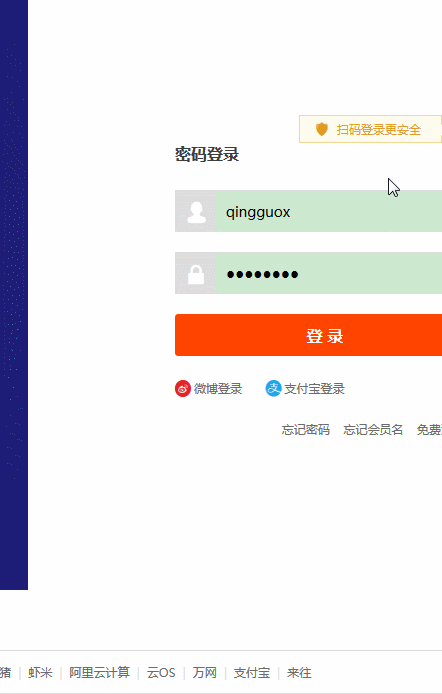 扫码登录更安全
密码登录
qingguox
••••••••
登 录
微博登录 支付宝登录
忘记密码 忘记会员名 免费
猪 | 虾米 | 阿里云计算 | 云OS | 万网 | 支付宝 | 来往